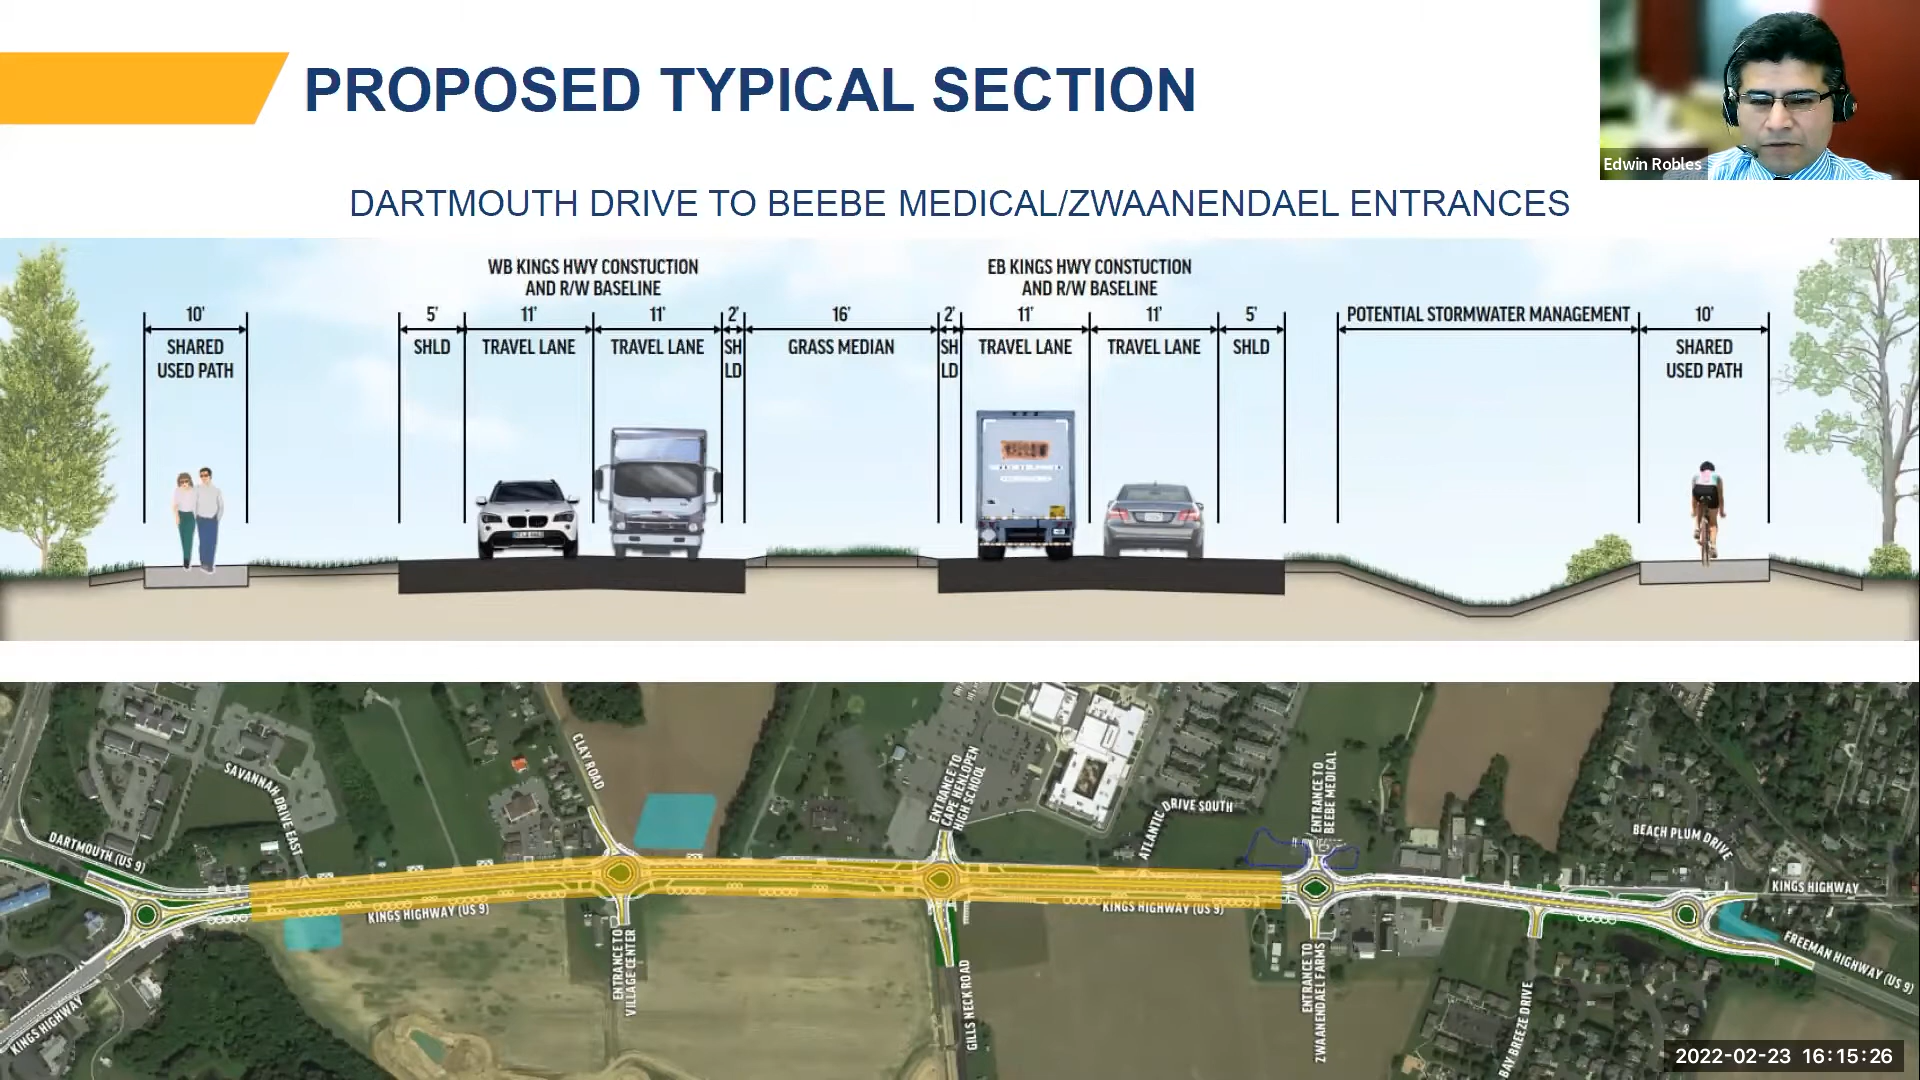 PROPOSED TYPICAL SECTION
Edwin Robles
DARTMOUTH DRIVE TO BEEBE MEDICAL/ZWAANENDAEL ENTRANCES
WB KINGS HWY CONSTUCTION
AND R/W BASELINE
EB KINGS HWY CONSTUCTION
AND R/W BASELINE
10' 5' 11' 11' 2' 16' 2' 11' 11' 5' POTENTIAL STORMWATER MANAGEMENT 10'
SHARED
USED PATH
SHLD
TRAVEL LANE
TRAVEL LANE
SH
LD
GRASS MEDIAN
SH
LD
TRAVEL LANE
TRAVEL LANE
SHLD
SHARED
USED PATH
DARTMOUTH (US 9)
SAVANNAH DRIVE EAST
CLAY ROAD
ENTRANCE TO
CAPE HENLOPEN
HIGH SCHOOL
ATLANTIC DRIVE SOUTH
ENTRANCE TO
BEEBE MEDICAL
BEACH PLUM DRIVE
KINGS HIGHWAY
KINGS HIGHWAY (US 9)
KINGS HIGHWAY (US 9)
FREEMAN HIGHWAY (US 9)
KINGS HIGHWAY
ENTRANCE TO
VILLAGE CENTER
GILLS NECK ROAD
ENTRANCE TO
ZWAANENDAEL FARMS
BAY BREEZE DRIVE
2022-02-23 16:15:26